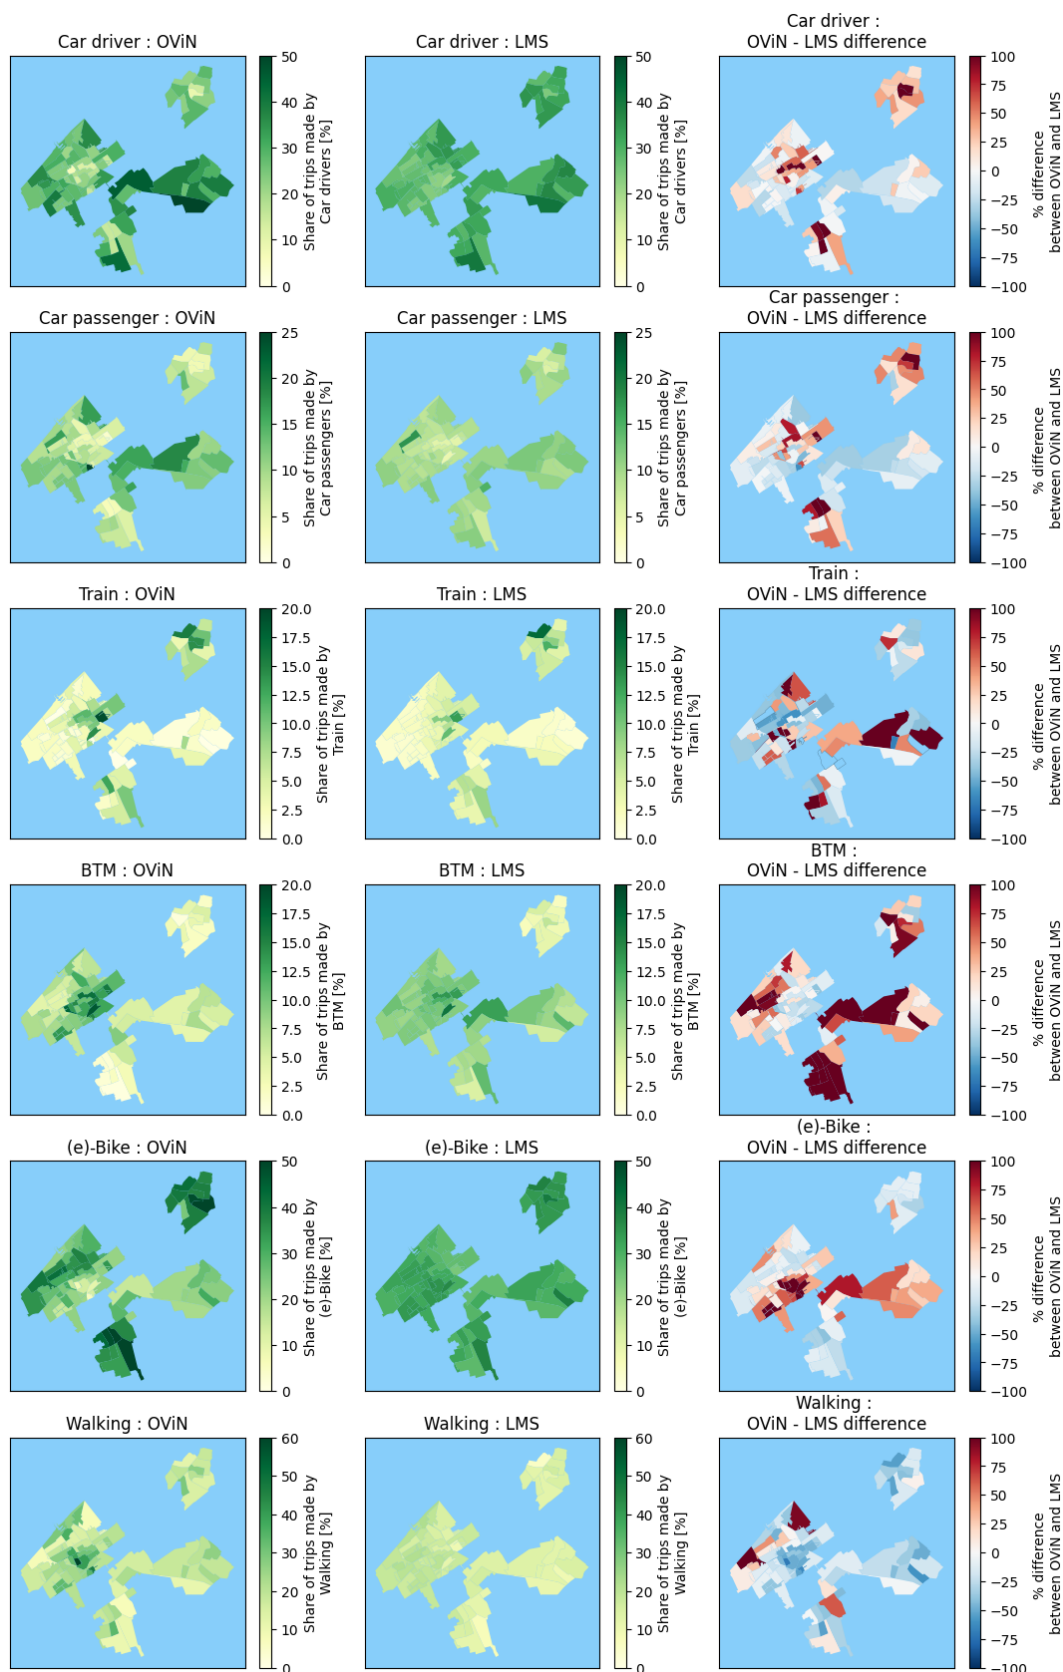 Car driver : OViN
50
40
30
20
10
0
Share of trips made by
Car drivers [%]
Car driver : LMS
50
40
30
20
10
0
Share of trips made by
Car drivers [%]
Car driver :
OViN - LMS difference
100
75
50
25
0
−25
−50
−75
−100
% difference
between OViN and LMS
Car passenger : OViN
25
20
15
10
5
0
Share of trips made by
Car passengers [%]
Car passenger : LMS
25
20
15
10
5
0
Share of trips made by
Car passengers [%]
Car passenger :
OViN - LMS difference
100
75
50
25
0
−25
−50
−75
−100
% difference
between OViN and LMS
Train : OViN
20.0
17.5
15.0
12.5
10.0
7.5
5.0
2.5
0.0
Share of trips made by
Train [%]
Train : LMS
20.0
17.5
15.0
12.5
10.0
7.5
5.0
2.5
0.0
Share of trips made by
Train [%]
Train :
OViN - LMS difference
100
75
50
25
0
−25
−50
−75
−100
% difference
between OViN and LMS
BTM : OViN
20.0
17.5
15.0
12.5
10.0
7.5
5.0
2.5
0.0
Share of trips made by
BTM [%]
BTM : LMS
20.0
17.5
15.0
12.5
10.0
7.5
5.0
2.5
0.0
Share of trips made by
BTM [%]
BTM :
OViN - LMS difference
100
75
50
25
0
−25
−50
−75
−100
% difference
between OViN and LMS
(e)-Bike : OViN
50
40
30
20
10
0
Share of trips made by
(e)-Bike [%]
(e)-Bike : LMS
50
40
30
20
10
0
Share of trips made by
(e)-Bike [%]
(e)-Bike :
OViN - LMS difference
100
75
50
25
0
−25
−50
−75
−100
% difference
between OViN and LMS
Walking : OViN
60
50
40
30
20
10
0
Share of trips made by
Walking [%]
Walking : LMS
60
50
40
30
20
10
0
Share of trips made by
Walking [%]
Walking :
OViN - LMS difference
100
75
50
25
0
−25
−50
−75
−100
% difference
between OViN and LMS